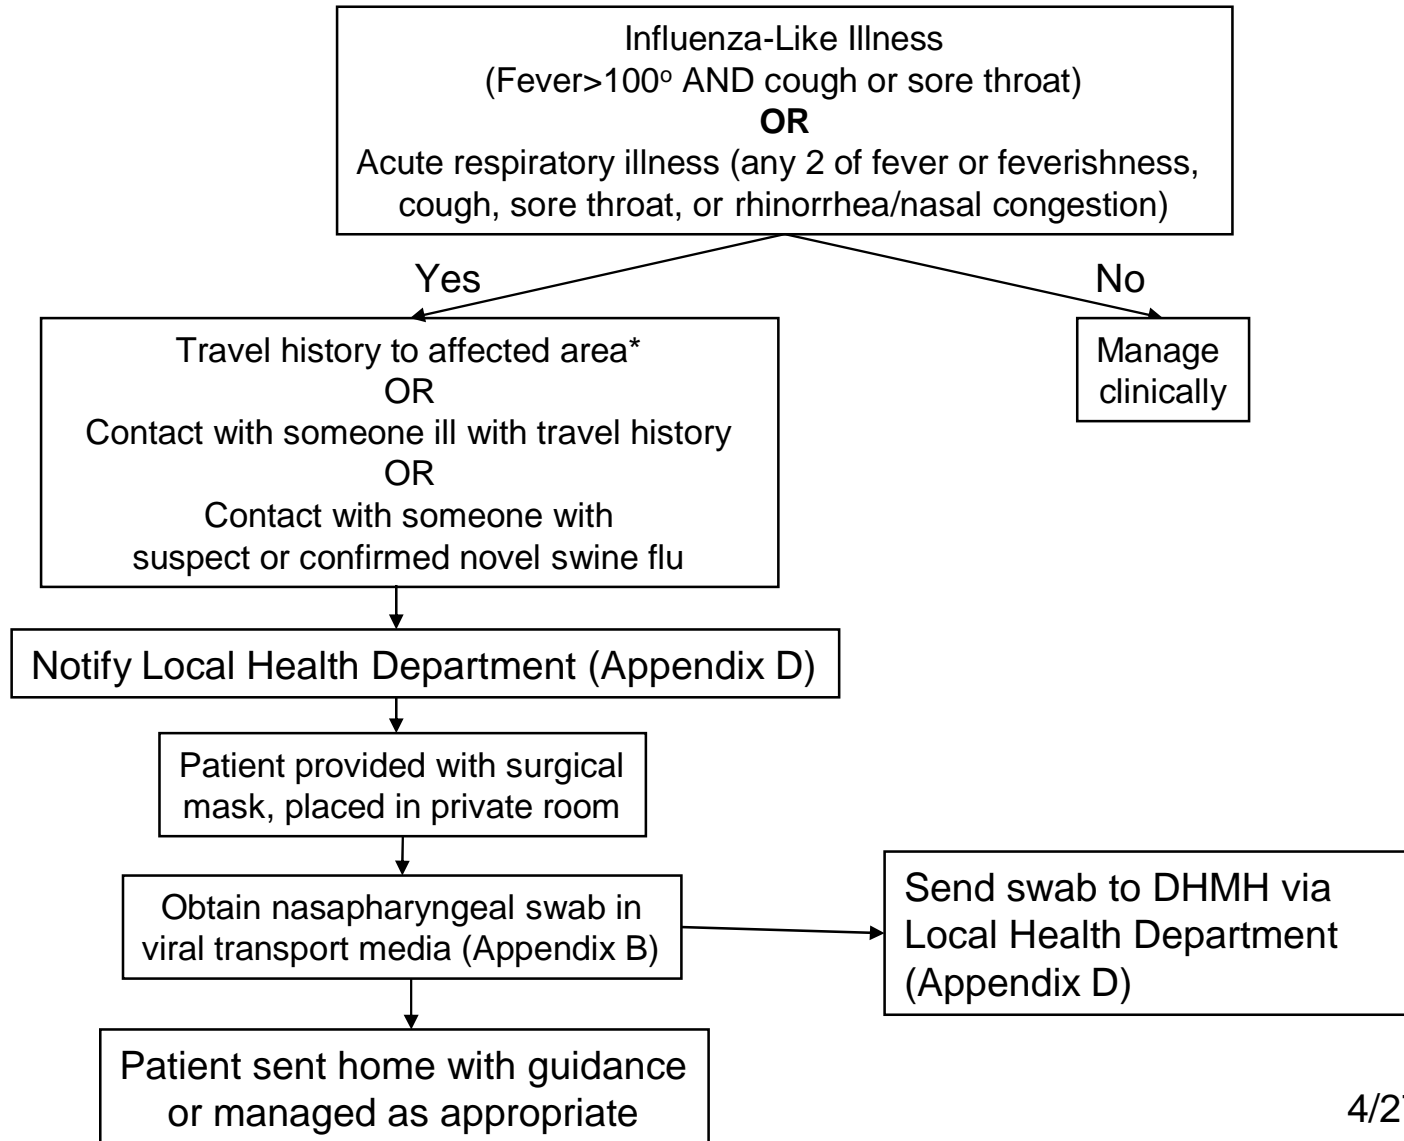 Influenza-Like Illness
(Fever>100º AND cough or sore throat)
OR
Acute respiratory illness (any 2 of fever or feverishness,
cough, sore throat, or rhinorrhea/nasal congestion)
Yes
No
Travel history to affected area*
OR
Contact with someone ill with travel history
OR
Contact with someone with
suspect or confirmed novel swine flu
Manage
clinically
Notify Local Health Department (Appendix D)
Patient provided with surgical
mask, placed in private room
Obtain nasapharyngeal swab in
viral transport media (Appendix B)
Send swab to DHMH via
Local Health Department
(Appendix D)
Patient sent home with guidance
or managed as appropriate
4/27